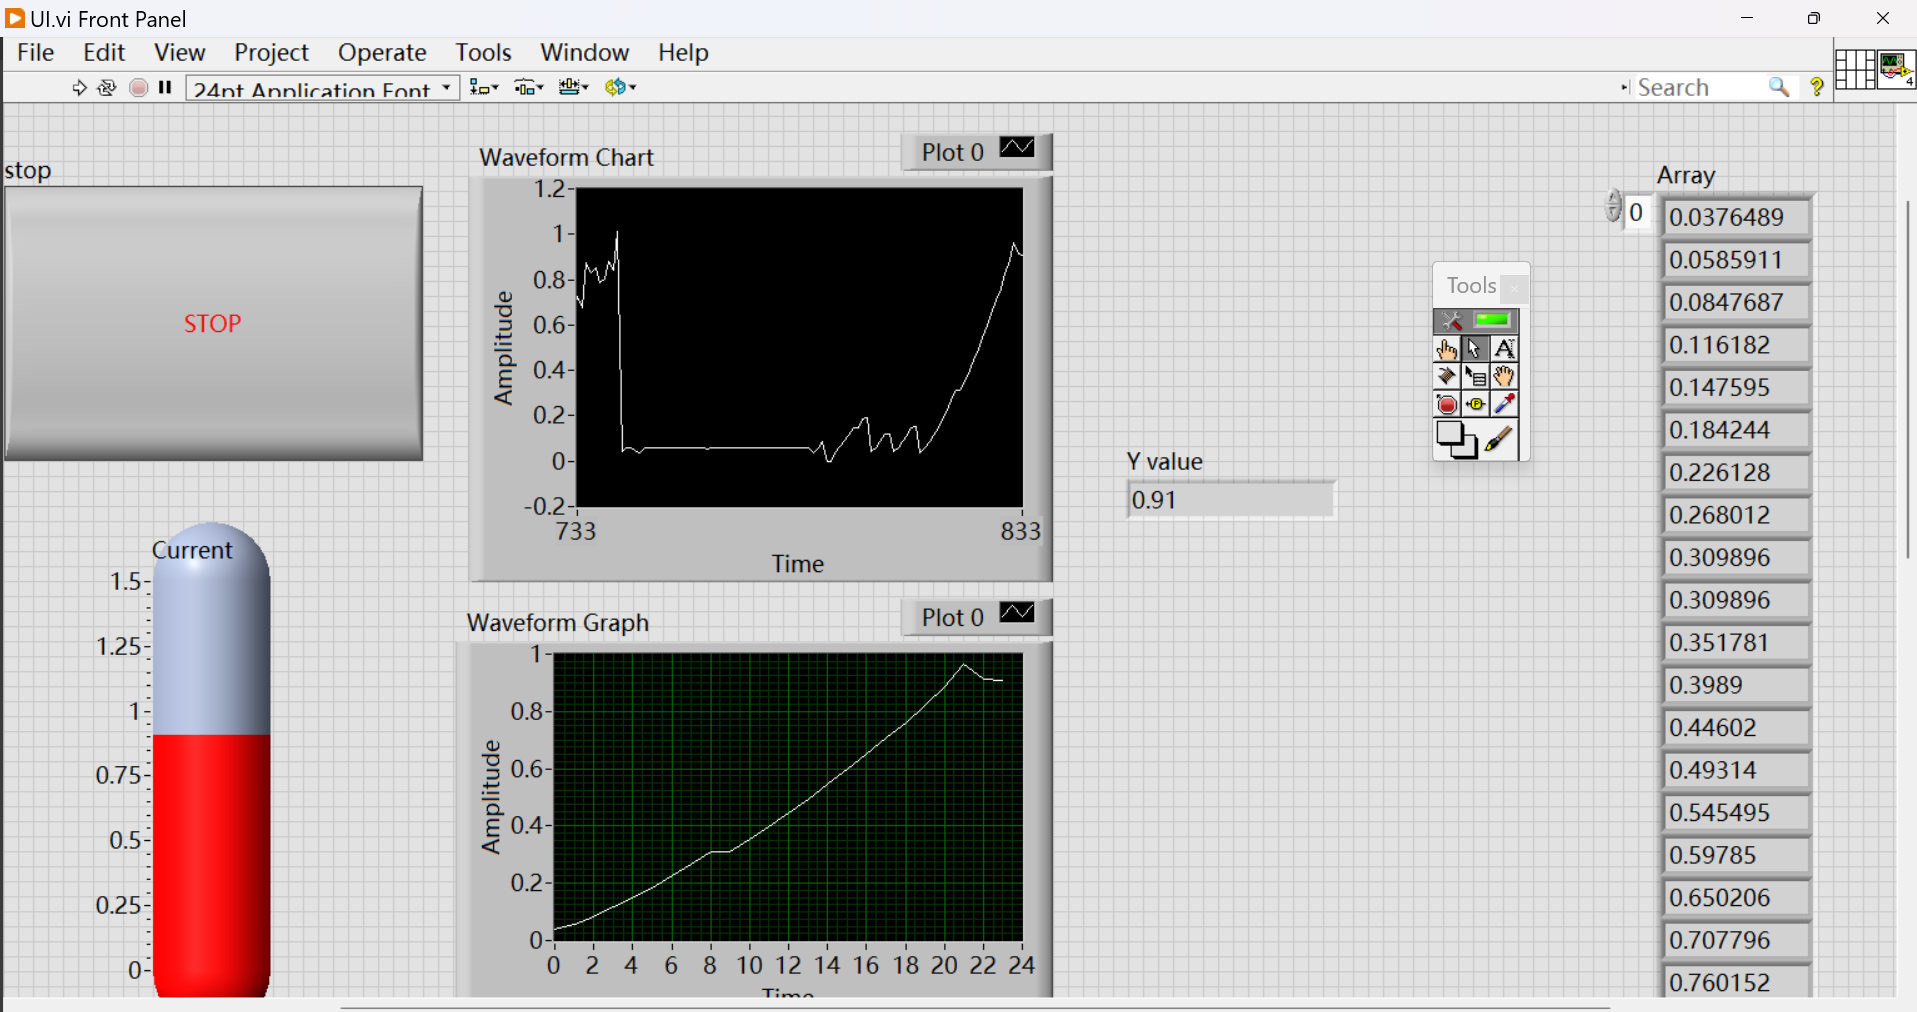 UI.vi Front Panel
File Edit View Project Operate Tools Window Help
24pt Application Font
Search
4
stop
STOP
Current
1.5
1.25
1
0.75
0.5
0.25
0
Waveform Chart
Plot 0
Amplitude
1.2
1
0.8
0.6
0.4
0.2
0
-0.2
733 833
Time
Waveform Graph
Plot 0
Amplitude
1
0.8
0.6
0.4
0.2
0
0 2 4 6 8 10 12 14 16 18 20 22 24
Time
Y value
0.91
Tools
Array
0
0.0376489
0.0585911
0.0847687
0.116182
0.147595
0.184244
0.226128
0.268012
0.309896
0.309896
0.351781
0.3989
0.44602
0.49314
0.545495
0.59785
0.650206
0.707796
0.760152